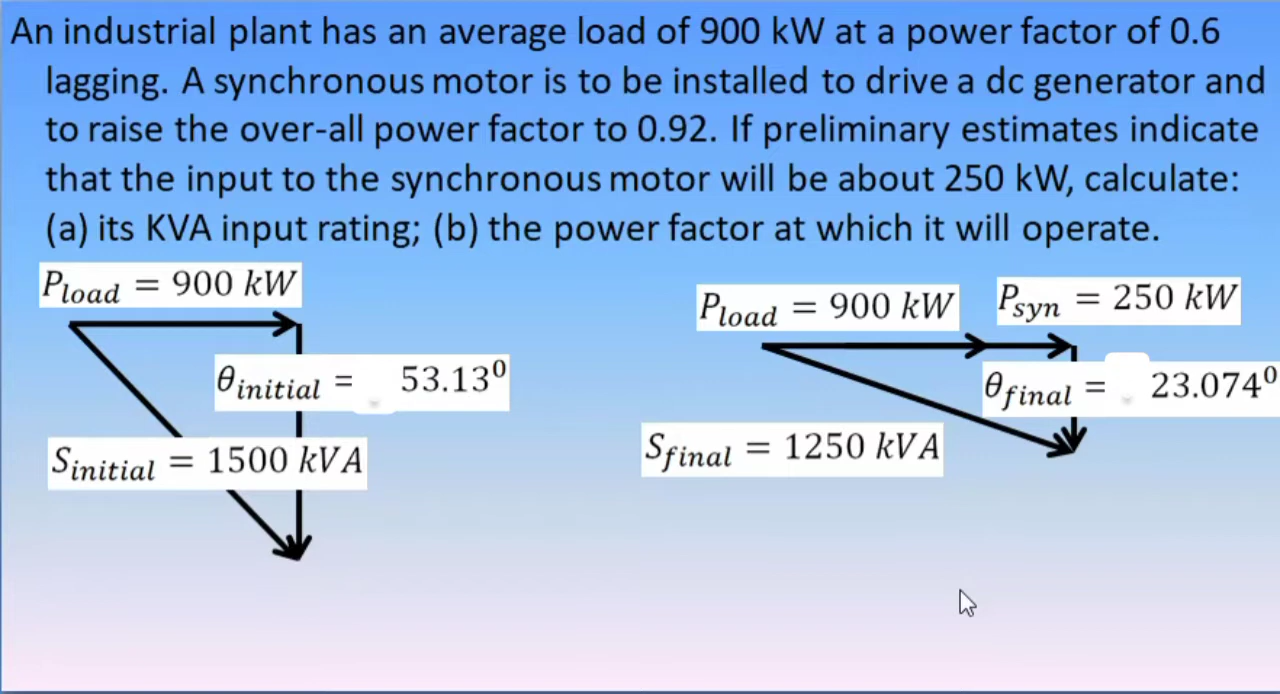 An industrial plant has an average load of 900 kW at a power factor of 0.6
lagging. A synchronous motor is to be installed to drive a dc generator and
to raise the over-all power factor to 0.92. If preliminary estimates indicate
that the input to the synchronous motor will be about 250 kW, calculate:
(a) its KVA input rating; (b) the power factor at which it will operate.
P_load = 900 kW
P_load = 900 kW
P_syn = 250 kW
θ_initial = 53.13⁰
θ_final = 23.074⁰
S_initial = 1500 kVA
S_final = 1250 kVA